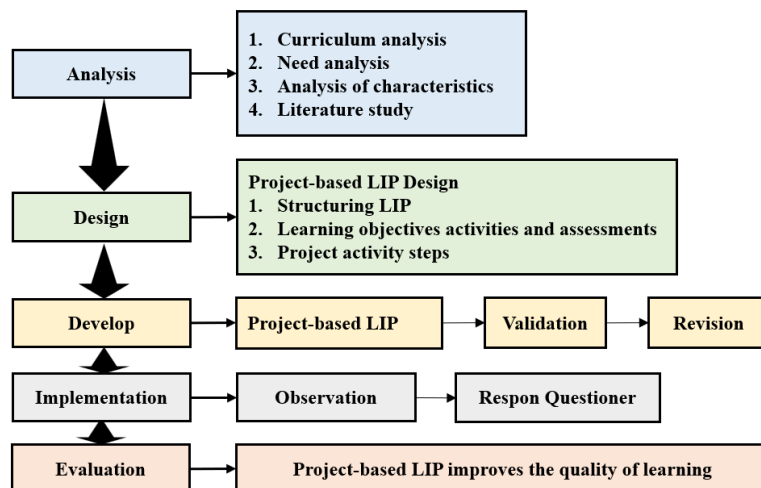 Analysis
1. Curriculum analysis
2. Need analysis
3. Analysis of characteristics
4. Literature study
Design
Project-based LIP Design
1. Structuring LIP
2. Learning objectives activities and assessments
3. Project activity steps
Develop
Project-based LIP
Validation
Revision
Implementation
Observation
Respon Questioner
Evaluation
Project-based LIP improves the quality of learning